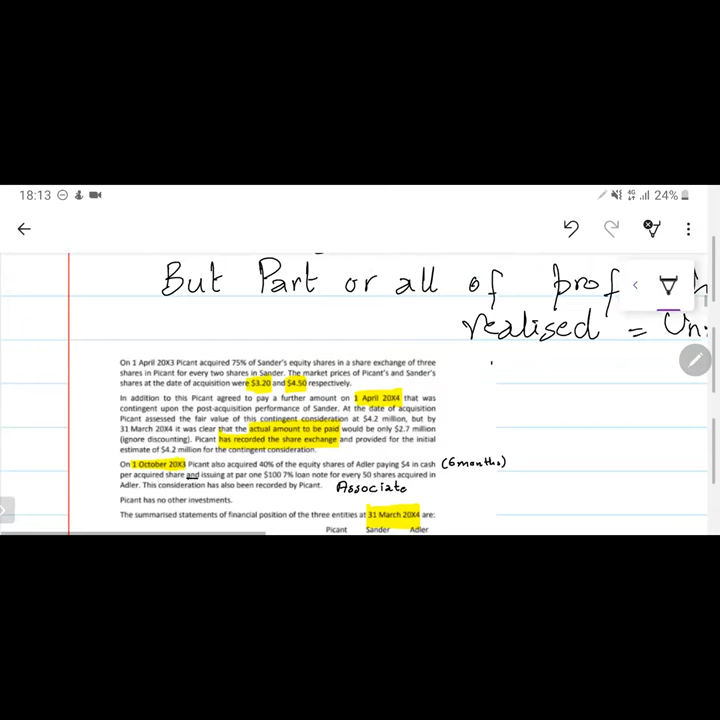 18:13
4G
24%
But Part or all of prof
realised = Un
On 1 April 20X3 Picant acquired 75% of Sander's equity shares in a share exchange of three
shares in Picant for every two shares in Sander. The market prices of Picant's and Sander's
shares at the date of acquisition were $3.20 and $4.50 respectively.
In addition to this Picant agreed to pay a further amount on 1 April 20X4 that was
contingent upon the post-acquisition performance of Sander. At the date of acquisition
Picant assessed the fair value of this contingent consideration at $4.2 million, but by
31 March 20X4 it was clear that the actual amount to be paid would be only $2.7 million
(ignore discounting). Picant has recorded the share exchange and provided for the initial
estimate of $4.2 million for the contingent consideration.
On 1 October 20X3 Picant also acquired 40% of the equity shares of Adler paying $4 in cash (6months)
per acquired share and issuing at par one $100 7% loan note for every 50 shares acquired in
Adler. This consideration has also been recorded by Picant. Associate
Picant has no other investments.
The summarised statements of financial position of the three entities at 31 March 20X4 are:
Picant Sander Adler